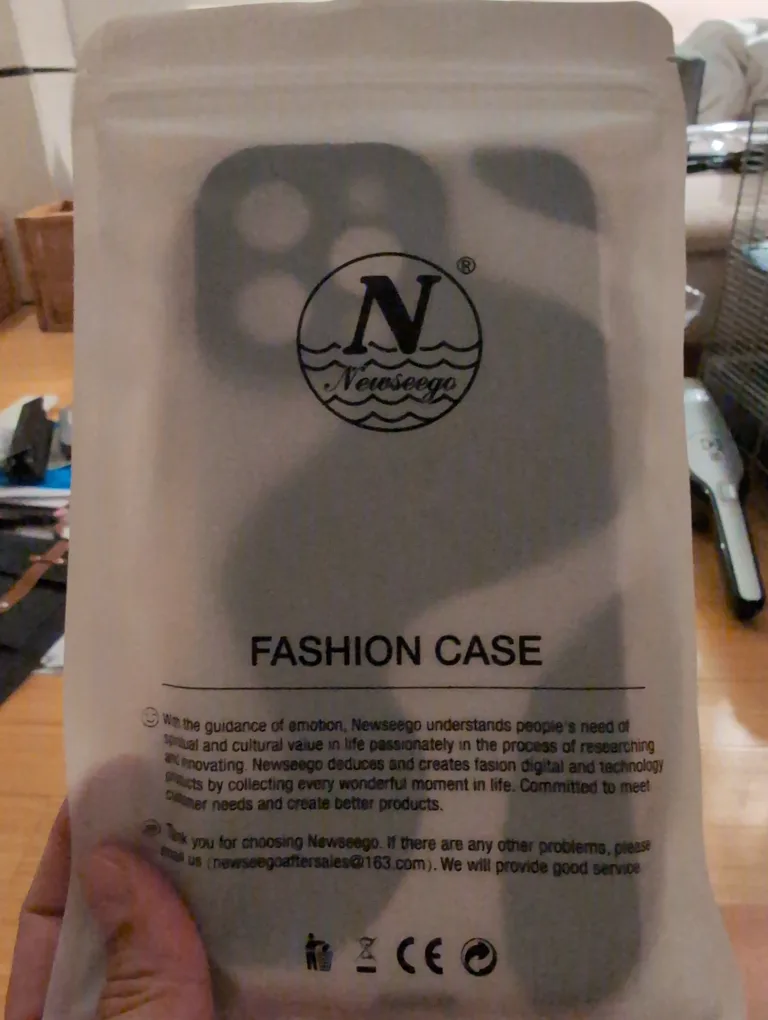 ®
N
Newseego
FASHION CASE
With the guidance of emotion, Newseego understands people's need of
spiritual and cultural value in life passionately in the process of researching
and innovating. Newseego deduces and creates fasion digital and technology
products by collecting every wonderful moment in life. Committed to meet
customer needs and create better products.
Thank you for choosing Newseego. If there are any other problems, please
email us (newseegoaftersales@163.com). We will provide good service
CE